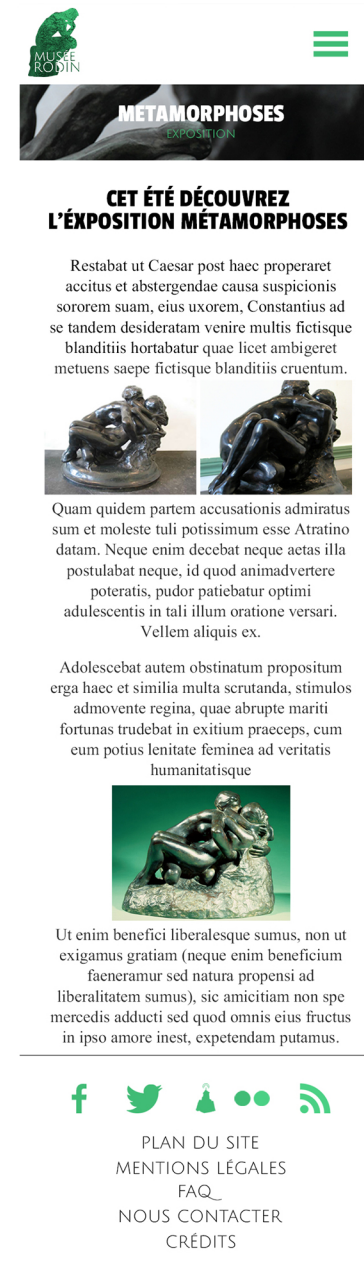 MUSÉE
RODIN
METAMORPHOSES
EXPOSITION
CET ÉTÉ DÉCOUVREZ
L'ÉXPOSITION MÉTAMORPHOSES
Restabat ut Caesar post haec properaret
accitus et abstergendae causa suspicionis
sororem suam, eius uxorem, Constantius ad
se tandem desideratam venire multis fictisque
blanditiis hortabatur quae licet ambigeret
metuens saepe fictisque blanditiis cruentum.
Quam quidem partem accusationis admiratus
sum et moleste tuli potissimum esse Atratino
datam. Neque enim decebat neque aetas illa
postulabat neque, id quod animadvertere
poteratis, pudor patiebatur optimi
adulescentis in tali illum oratione versari.
Vellem aliquis ex.
Adolescebat autem obstinatum propositum
erga haec et similia multa scrutanda, stimulos
admovente regina, quae abrupte mariti
fortunas trudebat in exitium praeceps, cum
eum potius lenitate feminea ad veritatis
humanitatisque
Ut enim benefici liberalesque sumus, non ut
exigamus gratiam (neque enim beneficium
faeneramur sed natura propensi ad
liberalitatem sumus), sic amicitiam non spe
mercedis adducti sed quod omnis eius fructus
in ipso amore inest, expetendam putamus.
PLAN DU SITE
MENTIONS LÉGALES
FAQ
NOUS CONTACTER
CRÉDITS